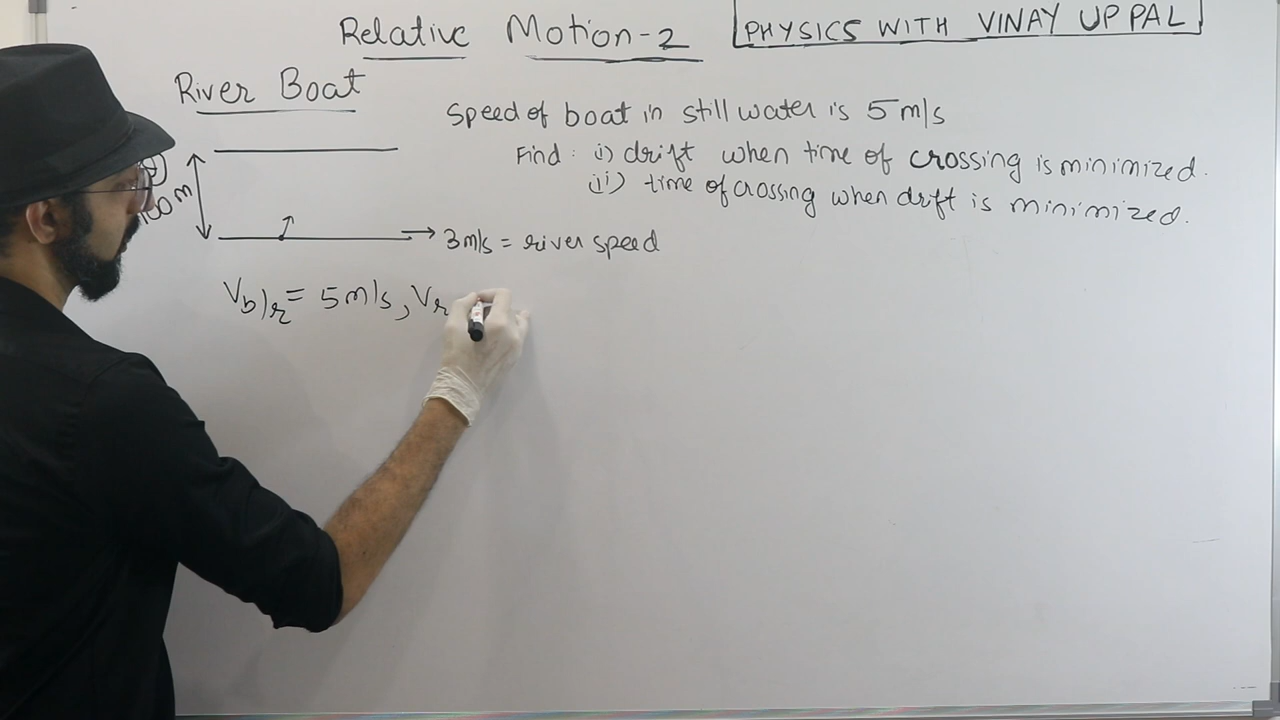 Relative Motion-2
PHYSICS WITH VINAY UPPAL
River Boat
Speed of boat in still water is 5 m/s
Find: i) drift when time of crossing is minimized.
ii) time of crossing when drift is minimized.
100 m
3m/s = river speed
Vb/r = 5 m/s, Vr